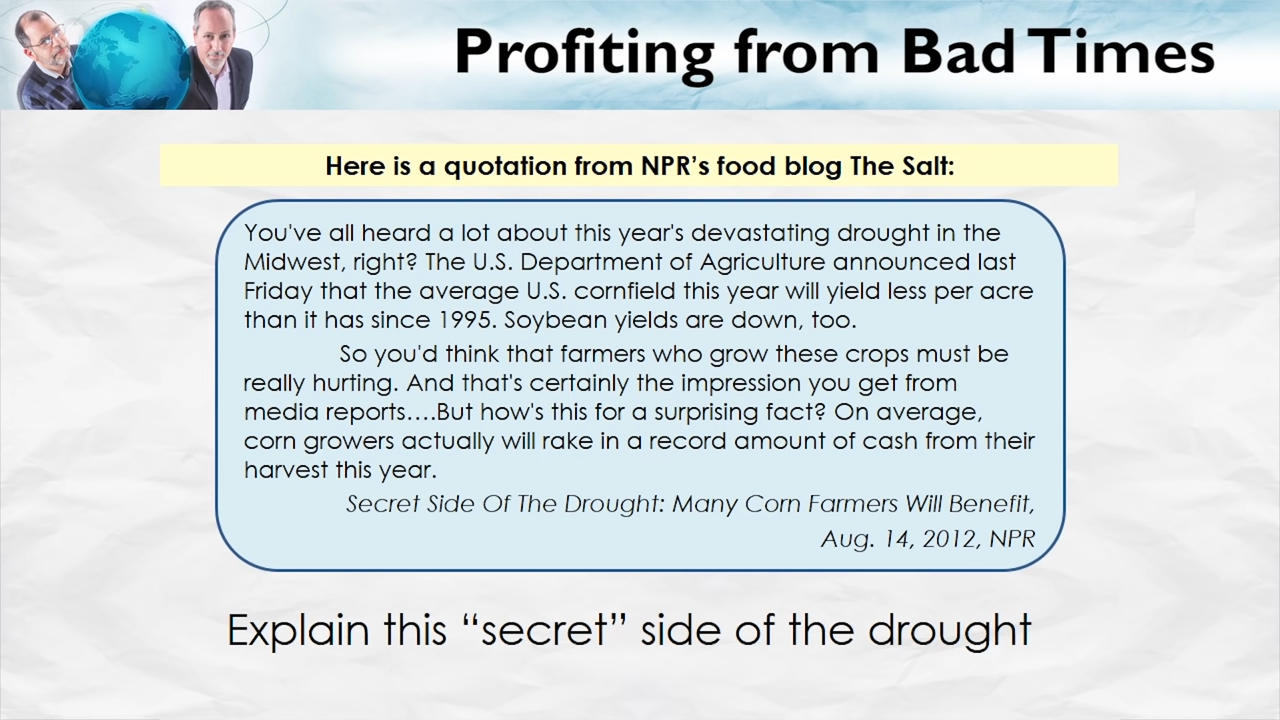 Profiting from Bad Times
Here is a quotation from NPR’s food blog The Salt:
You've all heard a lot about this year's devastating drought in the
Midwest, right? The U.S. Department of Agriculture announced last
Friday that the average U.S. cornfield this year will yield less per acre
than it has since 1995. Soybean yields are down, too.
So you'd think that farmers who grow these crops must be
really hurting. And that's certainly the impression you get from
media reports….But how's this for a surprising fact? On average,
corn growers actually will rake in a record amount of cash from their
harvest this year.
Secret Side Of The Drought: Many Corn Farmers Will Benefit,
Aug. 14, 2012, NPR
Explain this “secret” side of the drought